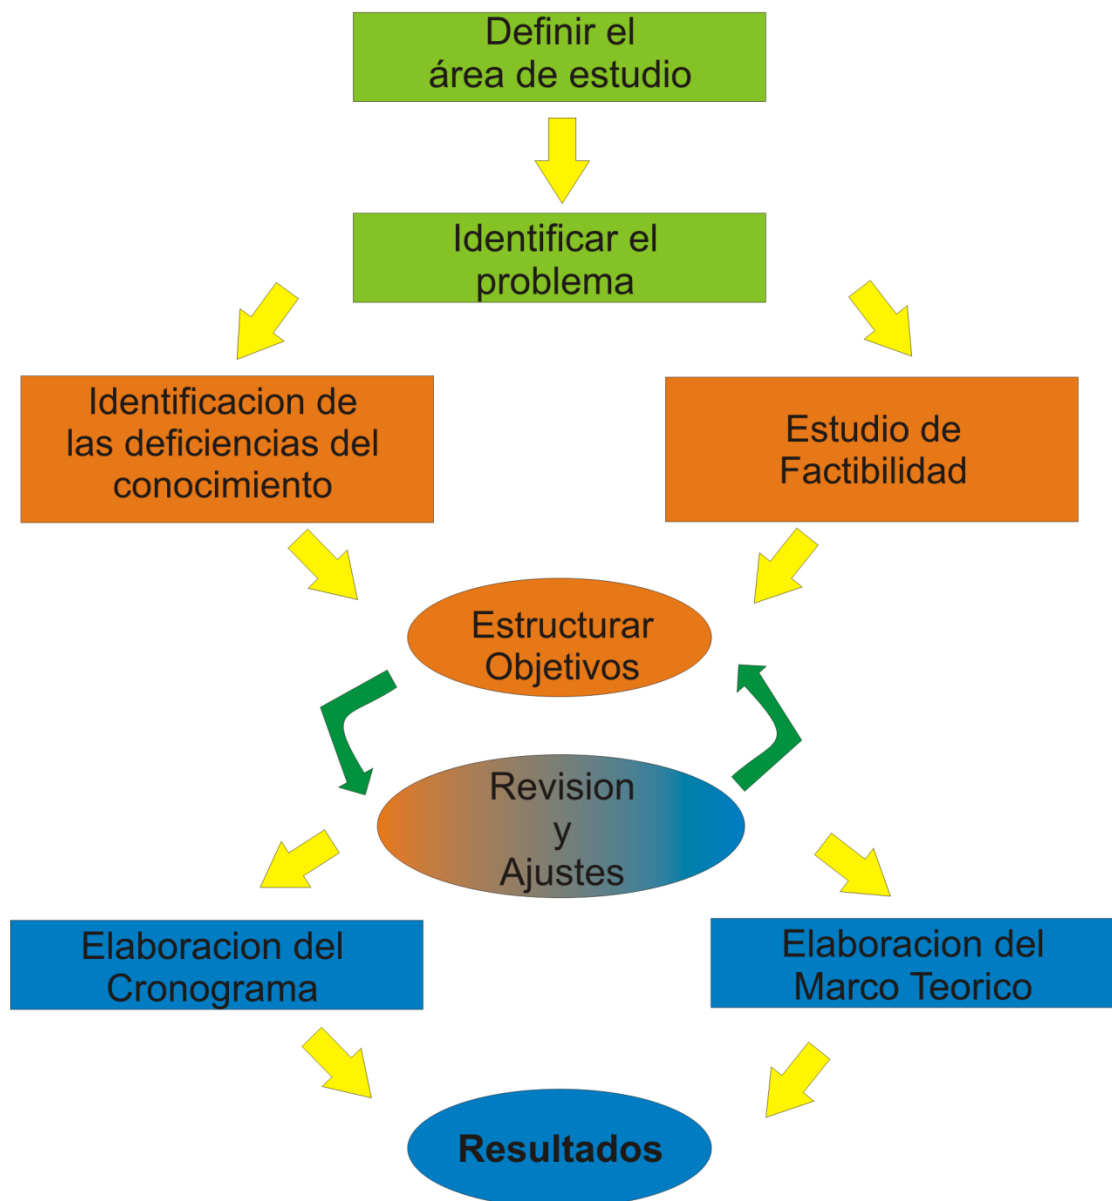 Definir el
área de estudio
Identificar el
problema
Identificacion de
las deficiencias del
conocimiento
Estudio de
Factibilidad
Estructurar
Objetivos
Revision
y
Ajustes
Elaboracion del
Cronograma
Elaboracion del
Marco Teorico
Resultados